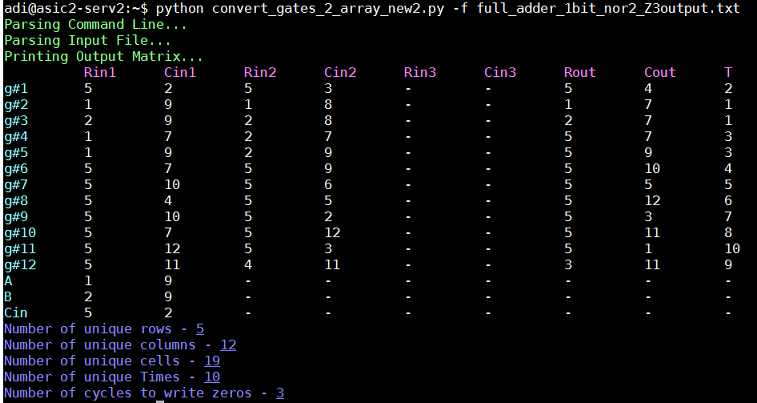 adi@asic2-serv2:~$ python convert_gates_2_array_new2.py -f full_adder_1bit_nor2_Z3output.txt
Parsing Command Line...
Parsing Input File...
Printing Output Matrix...
Rin1 Cin1 Rin2 Cin2 Rin3 Cin3 Rout Cout T
g#1 5 2 5 3 - - 5 4 2
g#2 1 9 1 8 - - 1 7 1
g#3 2 9 2 8 - - 2 7 1
g#4 1 7 2 7 - - 5 7 3
g#5 1 9 2 9 - - 5 9 3
g#6 5 7 5 9 - - 5 10 4
g#7 5 10 5 6 - - 5 5 5
g#8 5 4 5 5 - - 5 12 6
g#9 5 10 5 2 - - 5 3 7
g#10 5 7 5 12 - - 5 11 8
g#11 5 12 5 3 - - 5 1 10
g#12 5 11 4 11 - - 3 11 9
A 1 9 - - - - - - -
B 2 9 - - - - - - -
Cin 5 2 - - - - - - -
Number of unique rows - 5
Number of unique columns - 12
Number of unique cells - 19
Number of unique Times - 10
Number of cycles to write zeros - 3